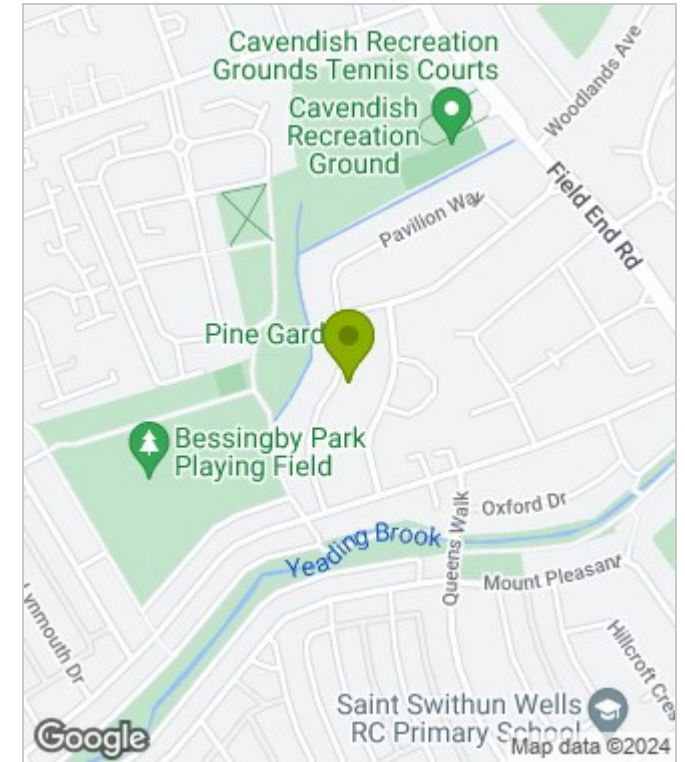 Cavendish Recreation
Grounds Tennis Courts
Cavendish
Recreation
Ground
Woodlands Ave
Pavilion Way
Field End Rd
Pine Gard
Bessingby Park
Playing Field
Oxford Dr
Queens Walk
Yeading Brook
Mount Pleasant
Lynmouth Dr
Hillcroft Cres
Saint Swithun Wells
RC Primary School
Google
Map data ©2024